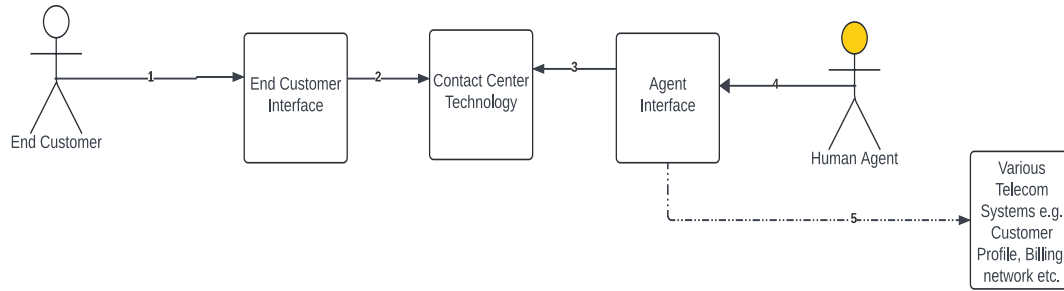 1
End Customer
Interface
2
Contact Center
Technology
3
Agent
Interface
4
End Customer
Human Agent
5
Various
Telecom
Systems e.g.
Customer
Profile, Billing
network etc.